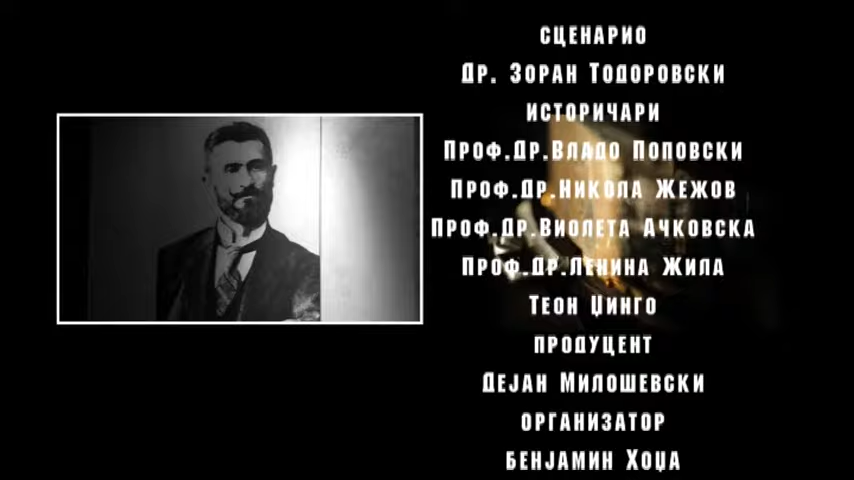 СЦЕНАРИО
ДР. ЗОРАН ТОДОРОВСКИ
ИСТОРИЧАРИ
ПРОФ.ДР.ВЛАДО ПОПОВСКИ
ПРОФ.ДР.НИКОЛА ЖЕЖОВ
ПРОФ.ДР.ВИОЛЕТА АЧКОВСКА
ПРОФ.ДР.ЛЕНИНА ЖИЛА
ТЕОН ЏИНГО
ПРОДУЦЕНТ
ДЕЈАН МИЛОШЕВСКИ
ОРГАНИЗАТОР
БЕНЈАМИН ХОЏА